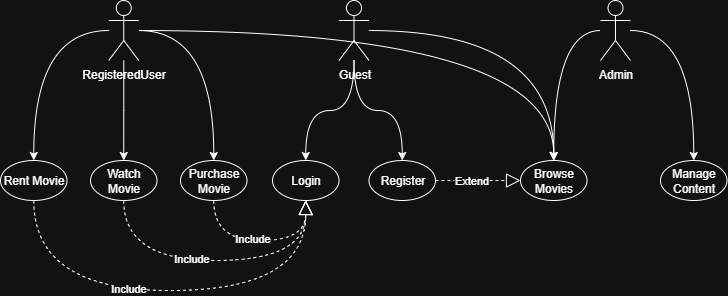 RegisteredUser
Guest
Admin
Rent Movie
Watch
Movie
Purchase
Movie
Login
Register
Extend
Browse
Movies
Manage
Content
Include
Include
Include